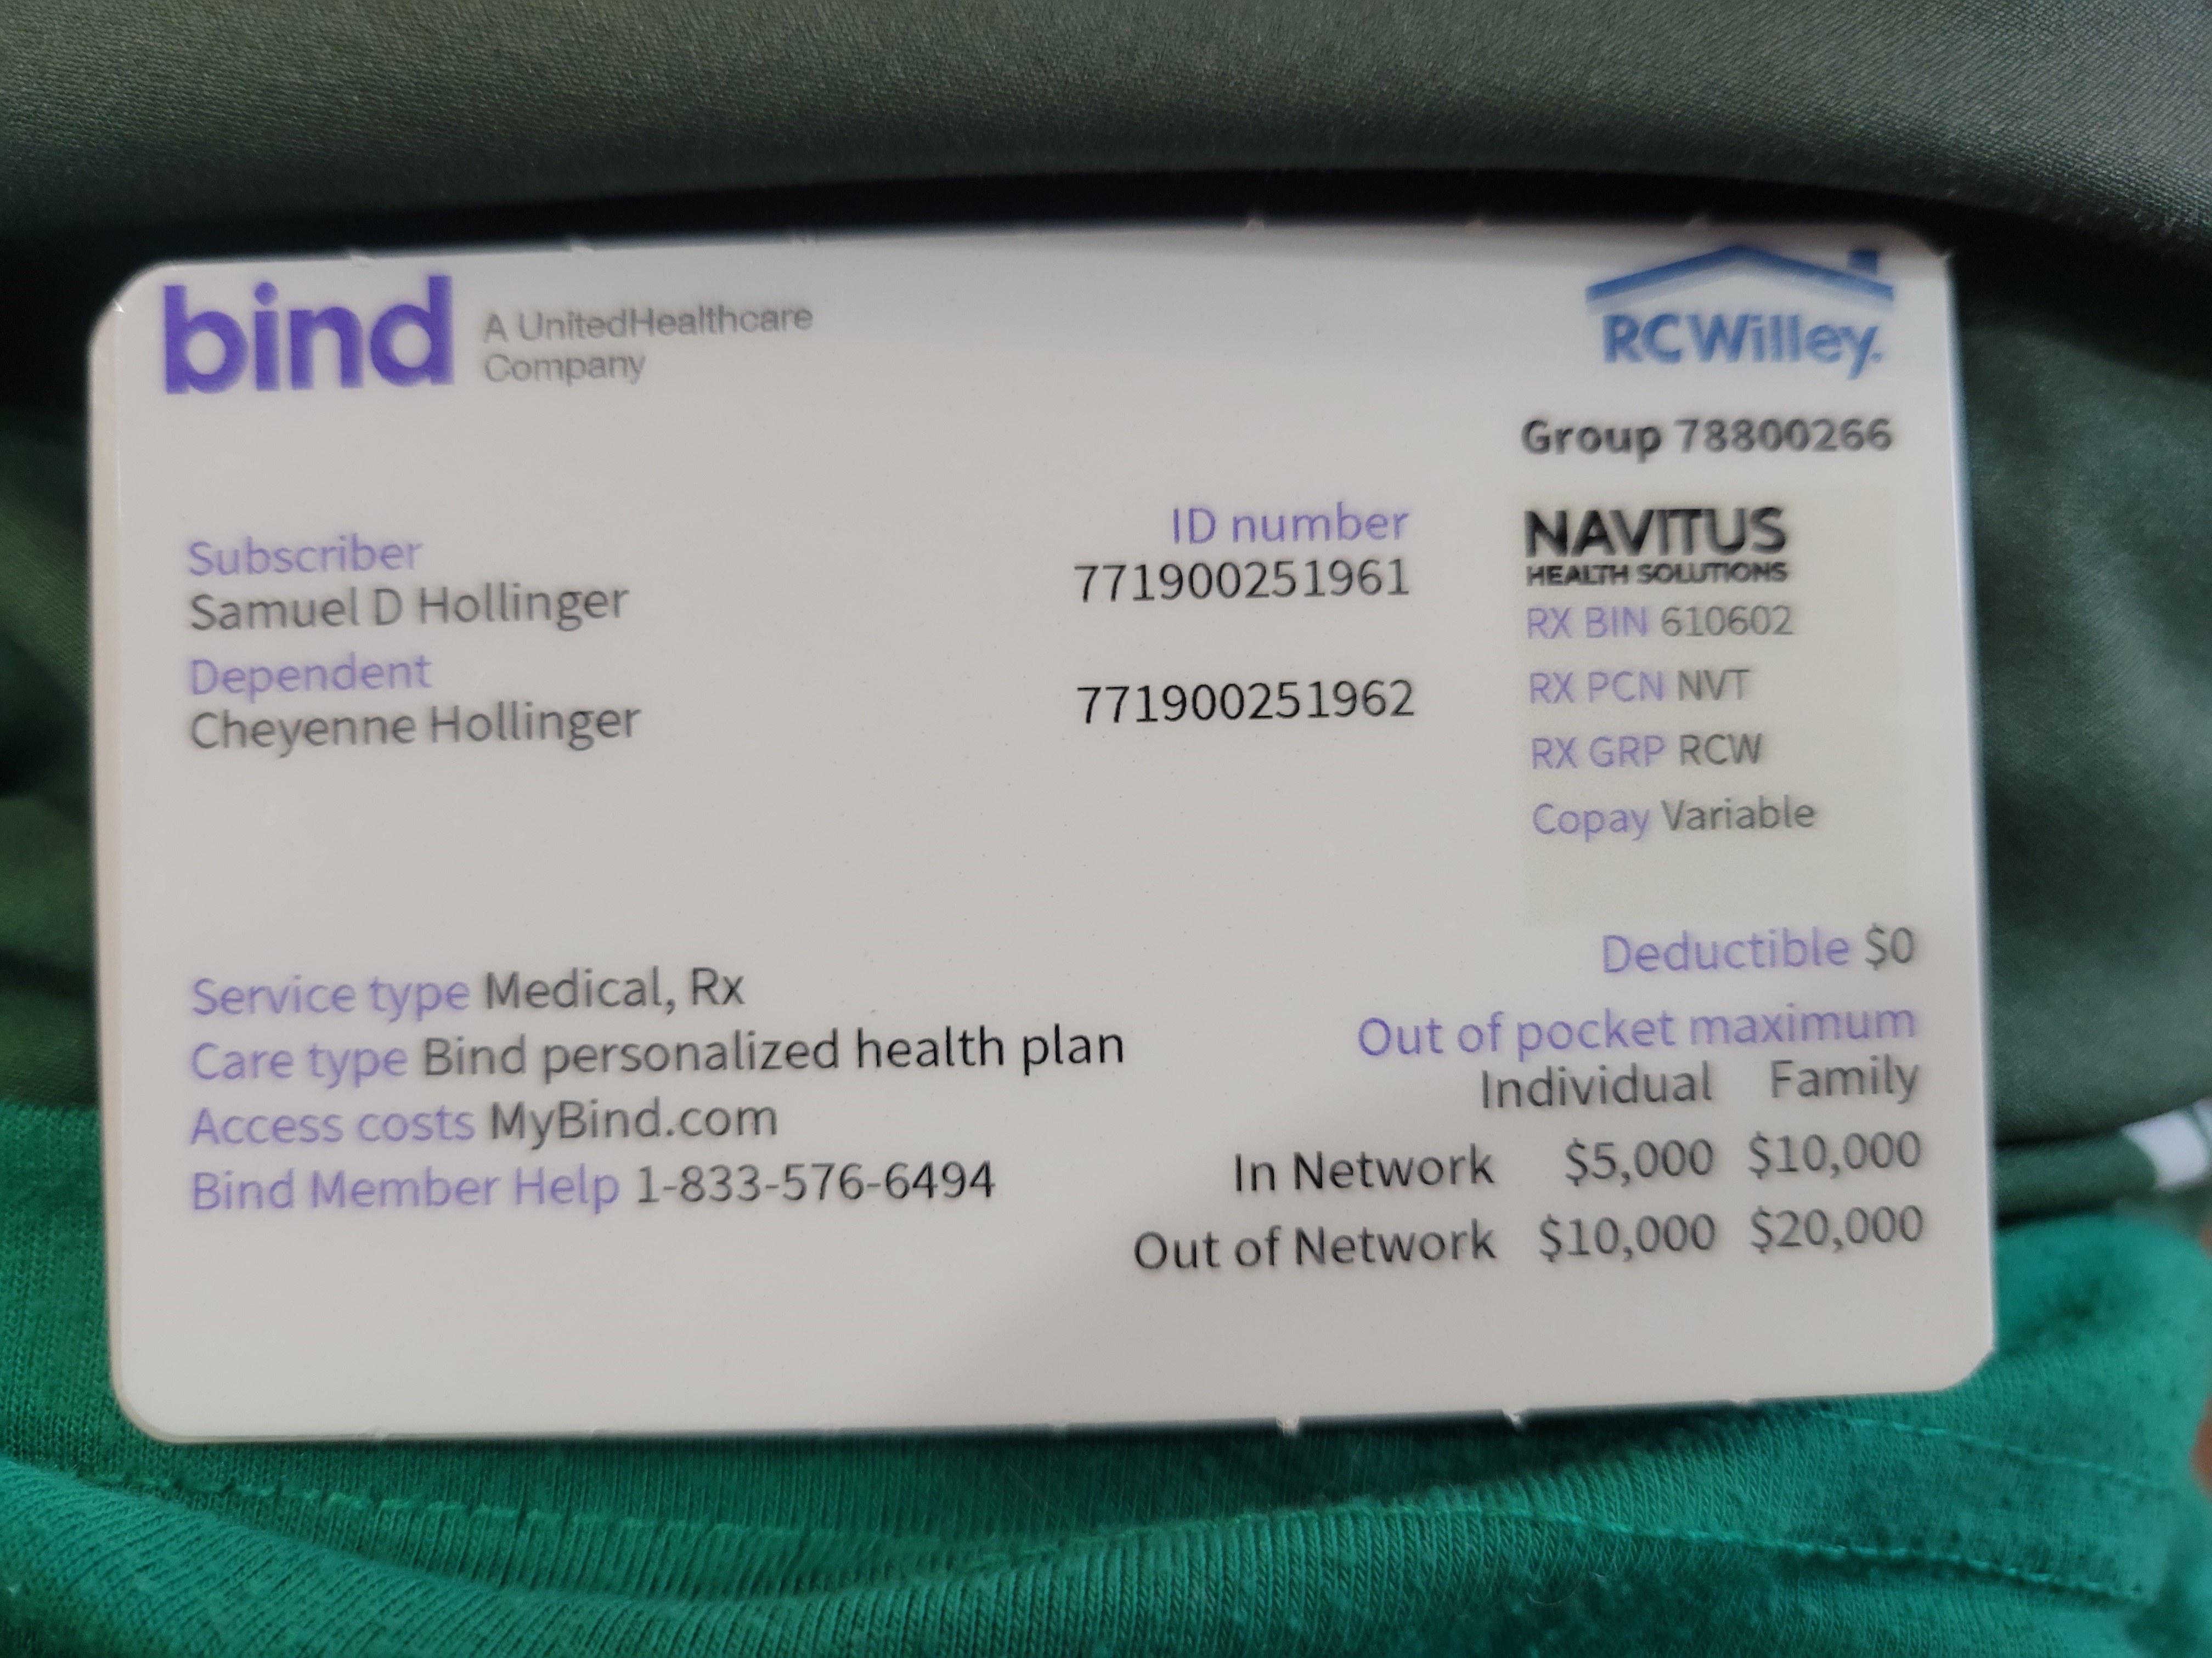 bind A UnitedHealthcare
Company
RCWilley.
Group 78800266
Subscriber
Samuel D Hollinger
Dependent
Cheyenne Hollinger
ID number
771900251961
771900251962
NAVITUS
HEALTH SOLUTIONS
RX BIN 610602
RX PCN NVT
RX GRP RCW
Copay Variable
Service type Medical, Rx
Care type Bind personalized health plan
Access costs MyBind.com
Bind Member Help 1-833-576-6494
Deductible $0
Out of pocket maximum
Individual Family
In Network $5,000 $10,000
Out of Network $10,000 $20,000